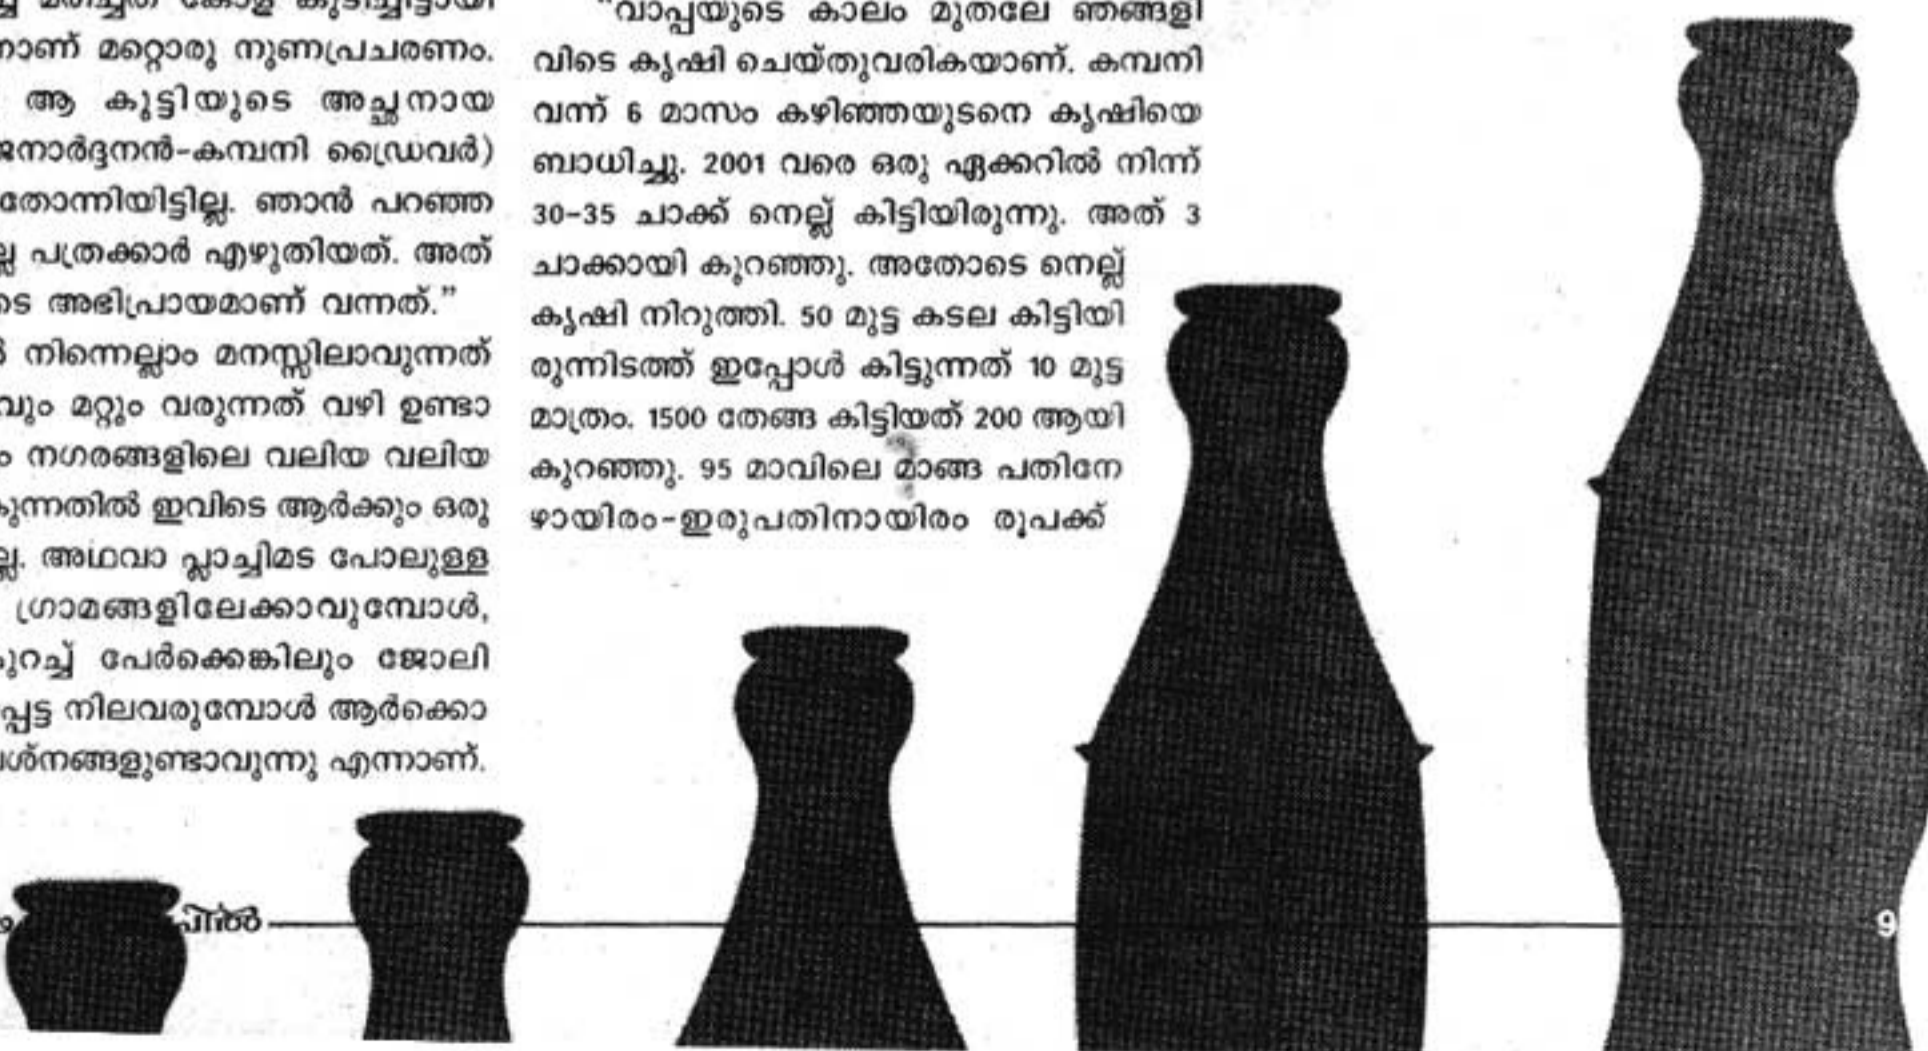 മരിച്ചത് കോള കുടിച്ചിട്ടായി
നാണ് മറ്റൊരു നുണപ്രചരണം.
ആ കുട്ടിയുടെ അച്ഛനായ
ജനാർദ്ദനൻ-കമ്പനി ഡ്രൈവർ)
തോന്നിയിട്ടില്ല. ഞാൻ പറഞ്ഞ
ല്ല പത്രക്കാർ എഴുതിയത്. അത്
ടെ അഭിപ്രായമാണ് വന്നത്.”
ൽ നിന്നെല്ലാം മനസ്സിലാവുന്നത്
വും മറ്റും വരുന്നത് വഴി ഉണ്ടാ
നഗരങ്ങളിലെ വലിയ വലിയ
കുന്നതിൽ ഇവിടെ ആർക്കും ഒരു
ല്ല. അഥവാ പ്ലാച്ചിമട പോലുള്ള
ഗ്രാമങ്ങളിലേക്കാവുമ്പോൾ,
കുറച്ച് പേർക്കെങ്കിലും ജോലി
പ്പെട്ട നിലവരുമ്പോൾ ആർക്കൊ
ശ്നങ്ങളുണ്ടാവുന്നു എന്നാണ്.
“വാപ്പയുടെ കാലം മുതലേ ഞങ്ങളി
വിടെ കൃഷി ചെയ്തുവരികയാണ്. കമ്പനി
വന്ന് 6 മാസം കഴിഞ്ഞയുടനെ കൃഷിയെ
ബാധിച്ചു. 2001 വരെ ഒരു ഏക്കറിൽ നിന്ന്
30-35 ചാക്ക് നെല്ല് കിട്ടിയിരുന്നു. അത് 3
ചാക്കായി കുറഞ്ഞു. അതോടെ നെല്ല്
കൃഷി നിറുത്തി. 50 മുട്ട കടല കിട്ടിയി
രുന്നിടത്ത് ഇപ്പോൾ കിട്ടുന്നത് 10 മുട്ട
മാത്രം. 1500 തേങ്ങ കിട്ടിയത് 200 ആയി
കുറഞ്ഞു. 95 മാവിലെ മാങ്ങ പതിനേ
ഴായിരം-ഇരുപതിനായിരം രൂപക്ക്
9